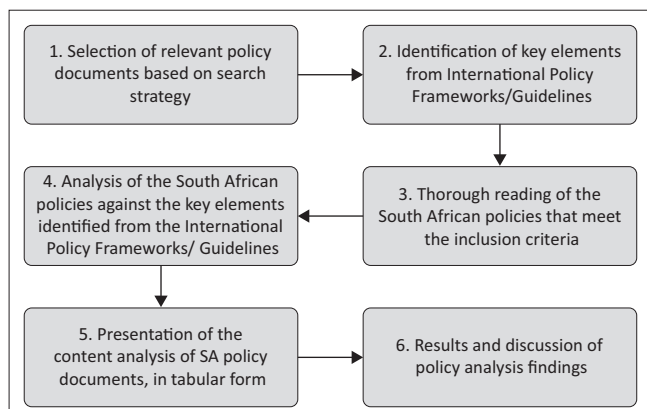 1. Selection of relevant policy
documents based on search
strategy
2. Identification of key elements
from International Policy
Frameworks/Guidelines
3. Thorough reading of the
South African policies that meet
the inclusion criteria
4. Analysis of the South African
policies against the key elements
identified from the International
Policy Frameworks/ Guidelines
5. Presentation of the
content analysis of SA policy
documents, in tabular form
6. Results and discussion of
policy analysis findings